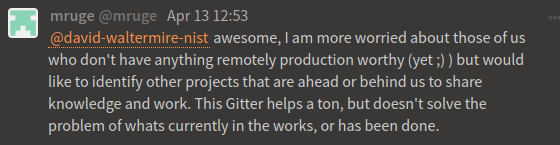 mruge @mruge Apr 13 12:53
@david-waltermire-nist awesome, I am more worried about those of us
who don't have anything remotely production worthy (yet ;) ) but would
like to identify other projects that are ahead or behind us to share
knowledge and work. This Gitter helps a ton, but doesn't solve the
problem of whats currently in the works, or has been done.